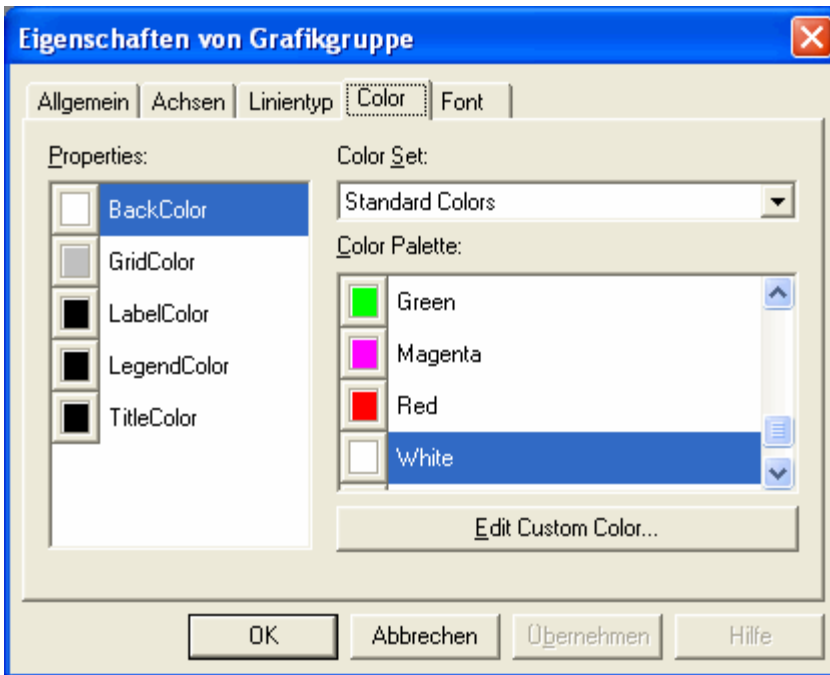 Eigenschaften von Grafikgruppe
Allgemein
Achsen
Linientyp
Color
Font
Properties:
BackColor
GridColor
LabelColor
LegendColor
TitleColor
Color Set:
Standard Colors
Color Palette:
Green
Magenta
Red
White
Edit Custom Color...
OK
Abbrechen
Übernehmen
Hilfe